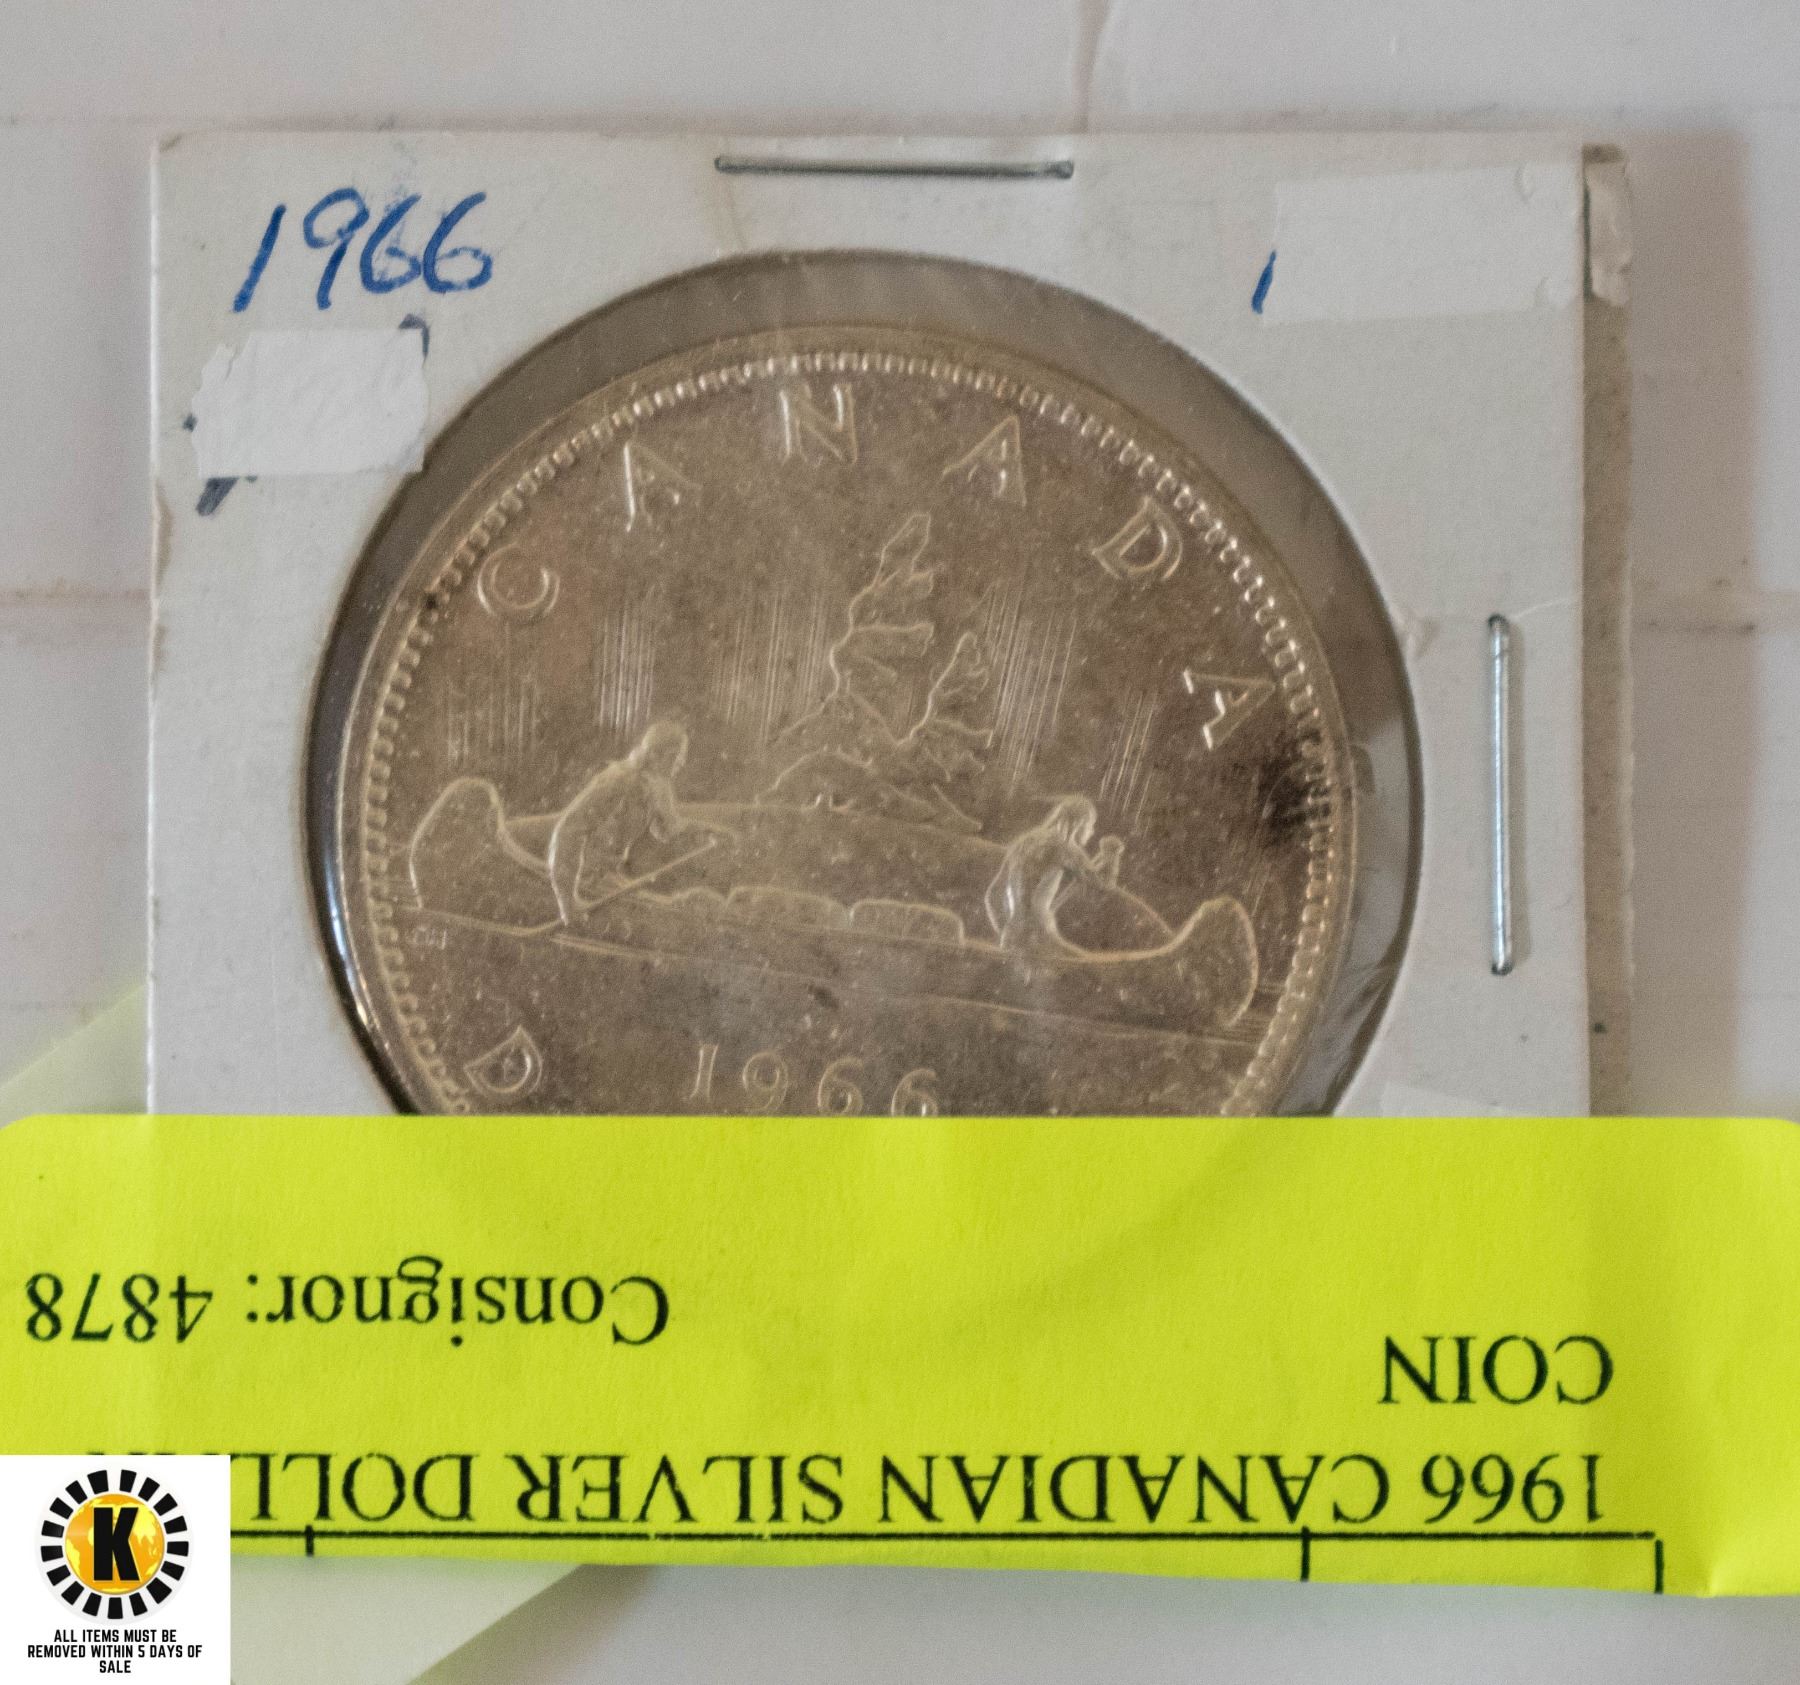 1966
CANADA
D
1966
Consignor: 4878
COIN
1966 CANADIAN SILVER
K
ALL ITEMS MUST BE
REMOVED WITHIN 5 DAYS OF
SALE